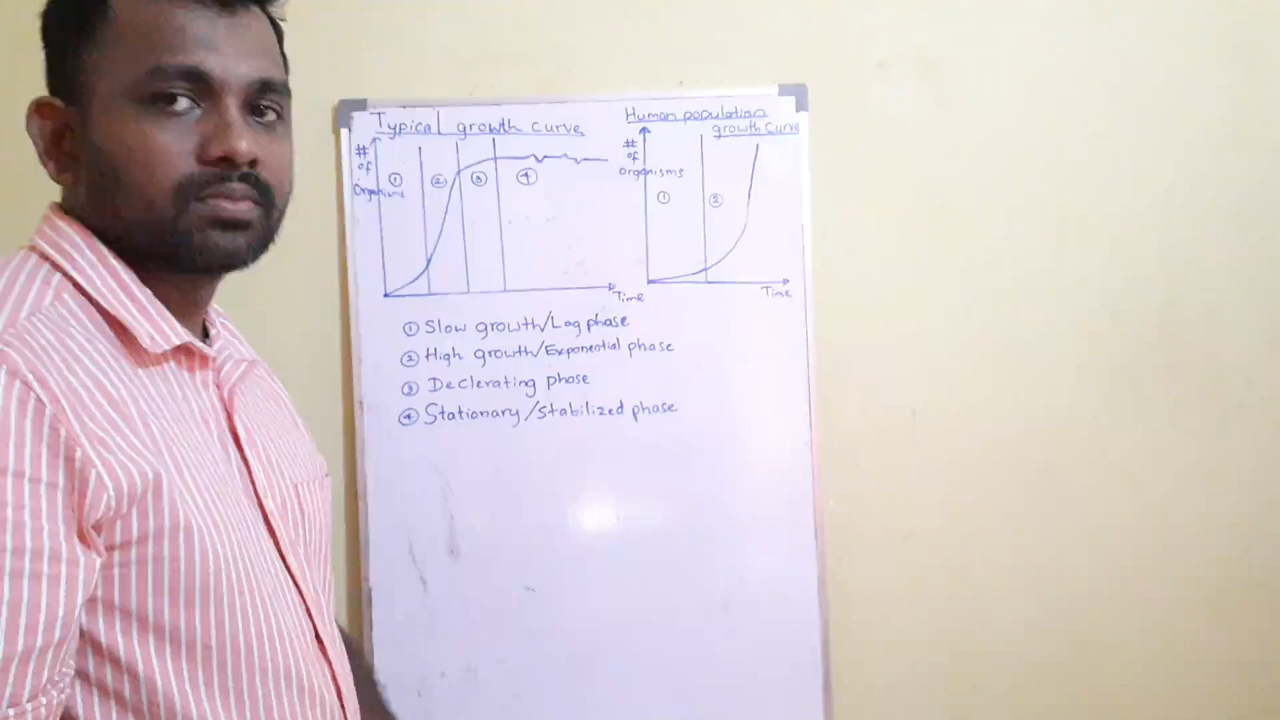 Typical growth curve
# of organisms
① ② ③ ④
Time
Human population
growth curve
# of organisms
① ②
Time
① Slow growth/Lag phase
② High growth/Exponential phase
③ Declerating phase
④ Stationary/Stabilized phase